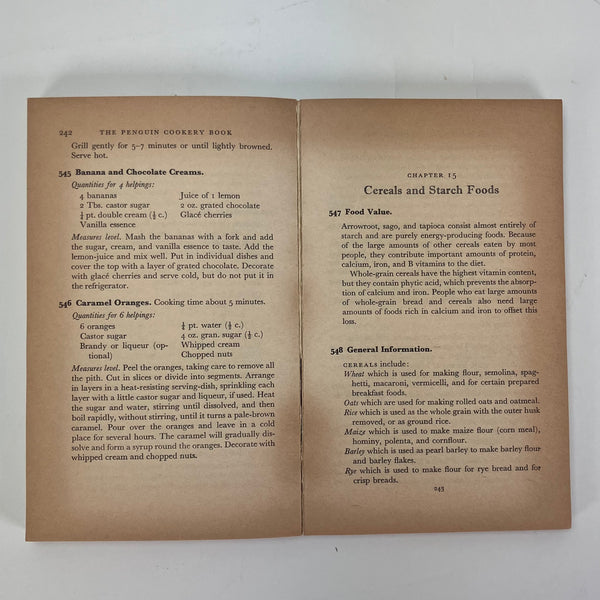 242 THE PENGUIN COOKERY BOOK
Grill gently for 5–7 minutes or until lightly browned.
Serve hot.
545 Banana and Chocolate Creams.
Quantities for 4 helpings:
4 bananas Juice of 1 lemon
2 Tbs. castor sugar 2 oz. grated chocolate
¼ pt. double cream (½ c.) Glacé cherries
Vanilla essence
Measures level. Mash the bananas with a fork and add
the sugar, cream, and vanilla essence to taste. Add the
lemon-juice and mix well. Put in individual dishes and
cover the top with a layer of grated chocolate. Decorate
with glacé cherries and serve cold, but do not put it in
the refrigerator.
546 Caramel Oranges. Cooking time about 5 minutes.
Quantities for 6 helpings:
6 oranges ¼ pt. water (½ c.)
Castor sugar 4 oz. gran. sugar (½ c.)
Brandy or liqueur (op- Whipped cream
tional) Chopped nuts
Measures level. Peel the oranges, taking care to remove all
the pith. Cut in slices or divide into segments. Arrange
in layers in a heat-resisting serving-dish, sprinkling each
layer with a little castor sugar and liqueur, if used. Heat
the sugar and water, stirring until dissolved, and then
boil rapidly, without stirring, until it turns a pale-brown
caramel. Pour over the oranges and leave in a cold
place for several hours. The caramel will gradually dis-
solve and form a syrup round the oranges. Decorate with
whipped cream and chopped nuts.
CHAPTER 15
Cereals and Starch Foods
547 Food Value.
Arrowroot, sago, and tapioca consist almost entirely of
starch and are purely energy-producing foods. Because
of the large amounts of other cereals eaten by most
people, they contribute important amounts of protein,
calcium, iron, and B vitamins to the diet.
Whole-grain cereals have the highest vitamin content,
but they contain phytic acid, which prevents the absorp-
tion of calcium and iron. People who eat large amounts
of whole-grain bread and cereals also need large
amounts of foods rich in calcium and iron to offset this
loss.
548 General Information.
CEREALS include:
Wheat which is used for making flour, semolina, spag-
hetti, macaroni, vermicelli, and for certain prepared
breakfast foods.
Oats which are used for making rolled oats and oatmeal.
Rice which is used as the whole grain with the outer husk
removed, or as ground rice.
Maize which is used to make maize flour (corn meal),
hominy, polenta, and cornflour.
Barley which is used as pearl barley to make barley flour
and barley flakes.
Rye which is used to make flour for rye bread and for
crisp breads.
243